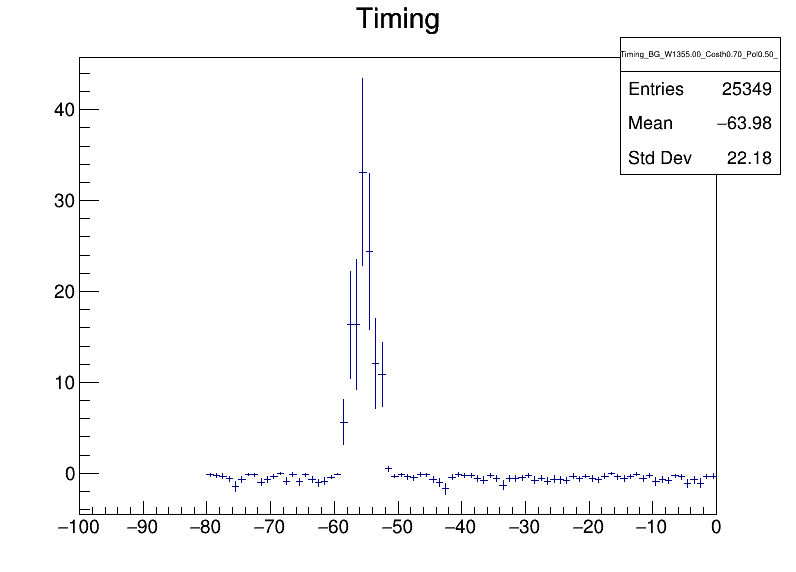 Timing
Timing_BG_W1355.00_Costh0.70_Pol0.50_
Entries 25349
Mean −63.98
Std Dev 22.18
40
30
20
10
0
−100 −90 −80 −70 −60 −50 −40 −30 −20 −10 0